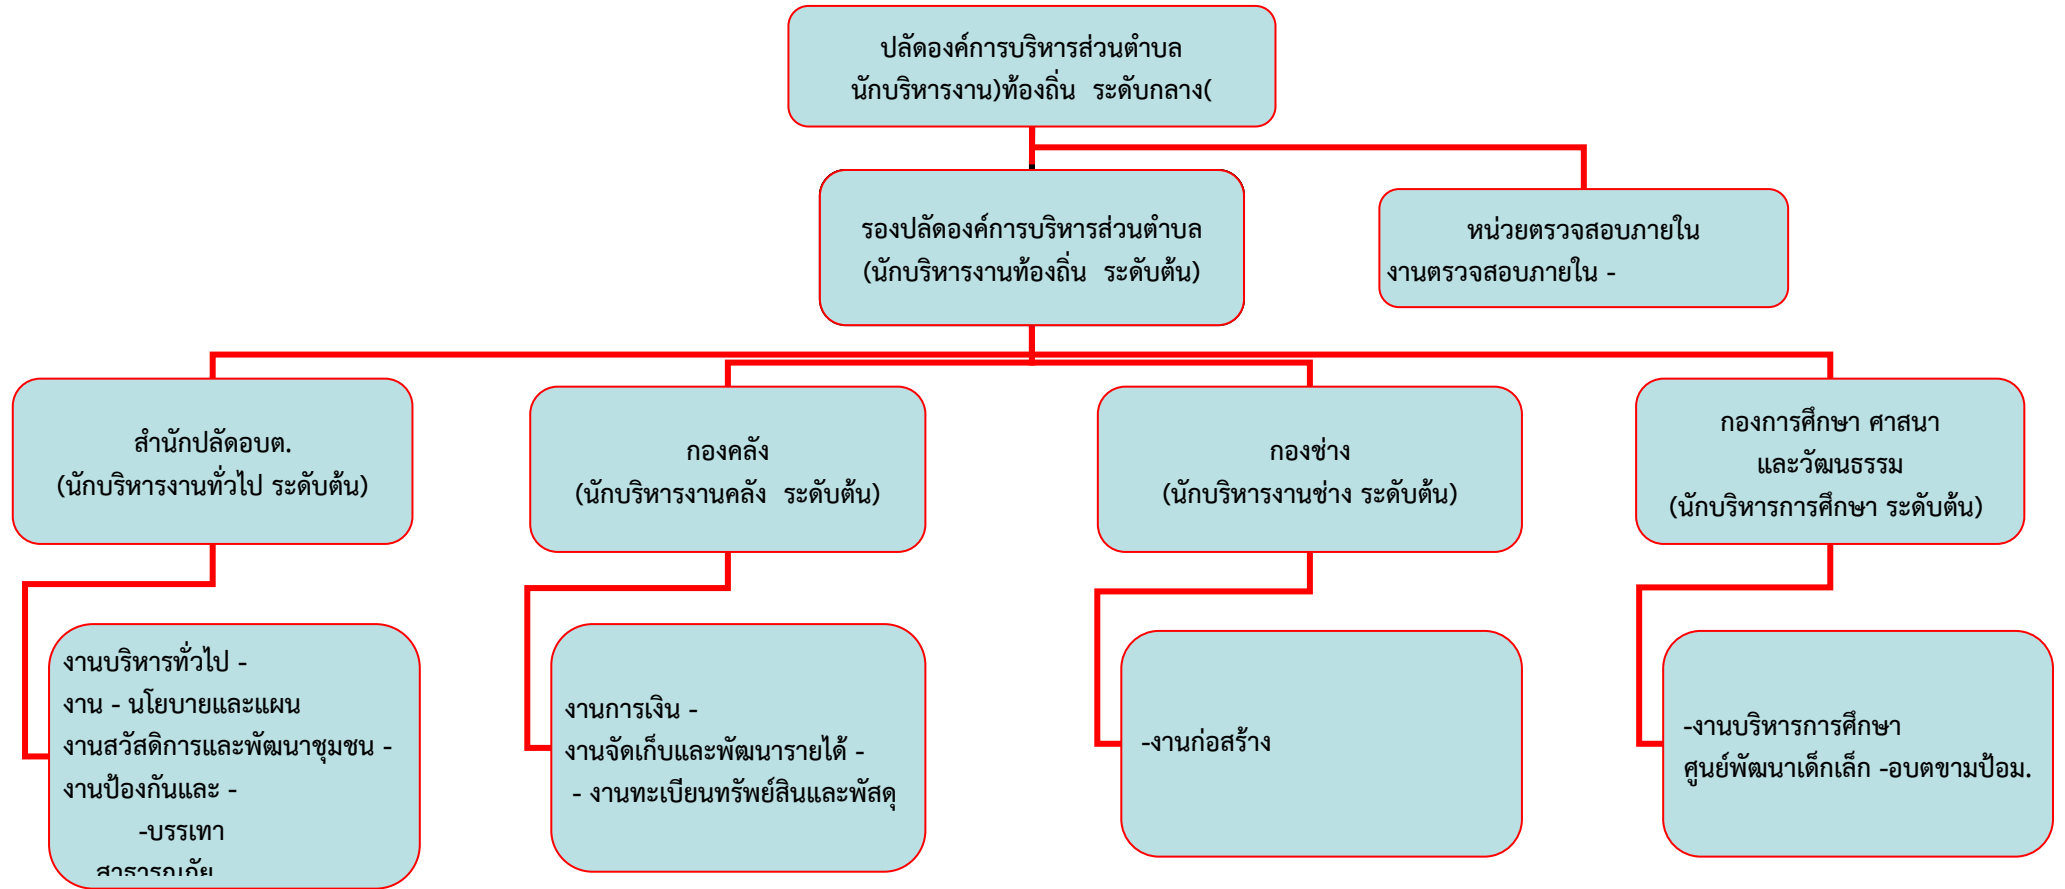 ปลัดองค์การบริหารส่วนตำบล
นักบริหารงาน)ท้องถิ่น ระดับกลาง(
รองปลัดองค์การบริหารส่วนตำบล
(นักบริหารงานท้องถิ่น ระดับต้น)
หน่วยตรวจสอบภายใน
งานตรวจสอบภายใน -
สำนักปลัดอบต.
(นักบริหารงานทั่วไป ระดับต้น)
กองคลัง
(นักบริหารงานคลัง ระดับต้น)
กองช่าง
(นักบริหารงานช่าง ระดับต้น)
กองการศึกษา ศาสนา
และวัฒนธรรม
(นักบริหารการศึกษา ระดับต้น)
งานบริหารทั่วไป -
งาน - นโยบายและแผน
งานสวัสดิการและพัฒนาชุมชน -
งานป้องกันและ -
-บรรเทา
สาธารณภัย
งานการเงิน -
งานจัดเก็บและพัฒนารายได้ -
- งานทะเบียนทรัพย์สินและพัสดุ
-งานก่อสร้าง
-งานบริหารการศึกษา
ศูนย์พัฒนาเด็กเล็ก -อบตขามป้อม.